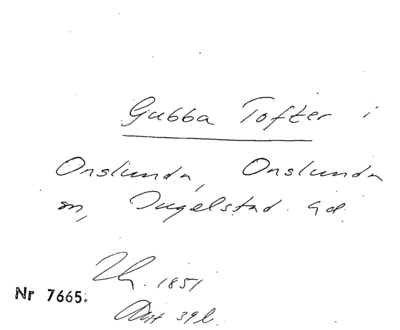 Gubba Tofter i
Onslunda, Onslunda
sn, Ingelstad hd.
1851
Nr 7665.